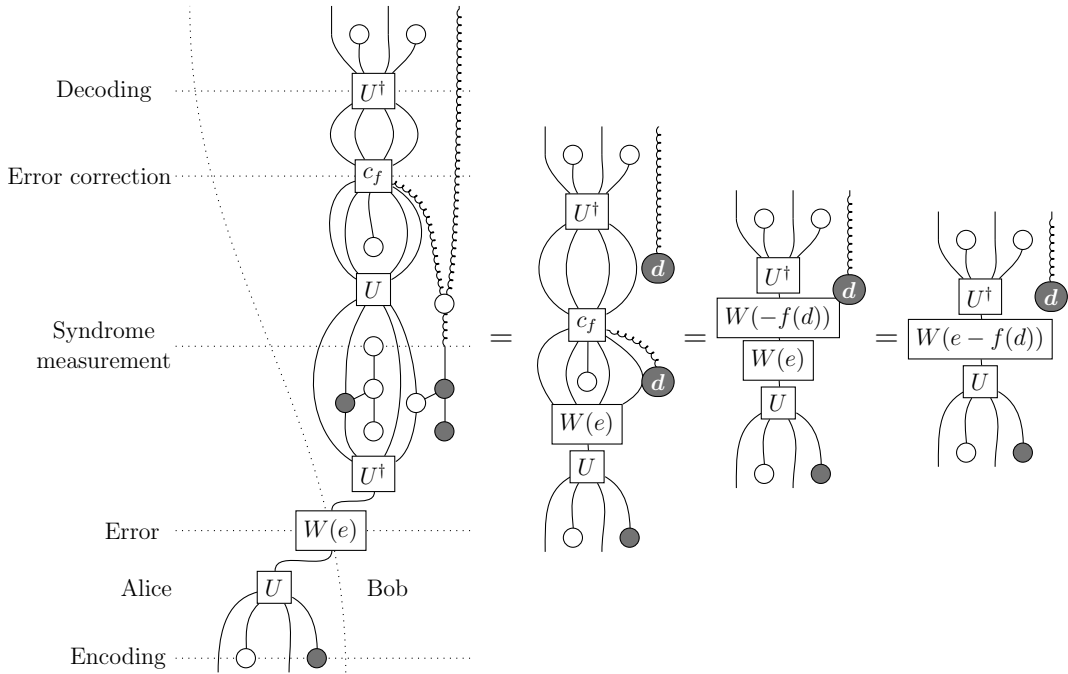 U†
Decoding
c_f
Error correction
U
Syndrome
measurement
U†
Error
W(e)
Alice
U
Bob
Encoding
=
U†
d
c_f
d
W(e)
U
=
U†
d
W(−f(d))
W(e)
U
=
U†
d
W(e − f(d))
U